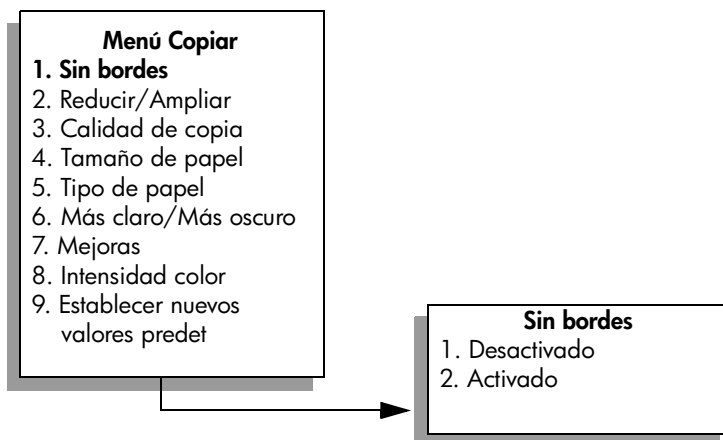 Menú Copiar
1. Sin bordes
2. Reducir/Ampliar
3. Calidad de copia
4. Tamaño de papel
5. Tipo de papel
6. Más claro/Más oscuro
7. Mejoras
8. Intensidad color
9. Establecer nuevos
valores predet
Sin bordes
1. Desactivado
2. Activado